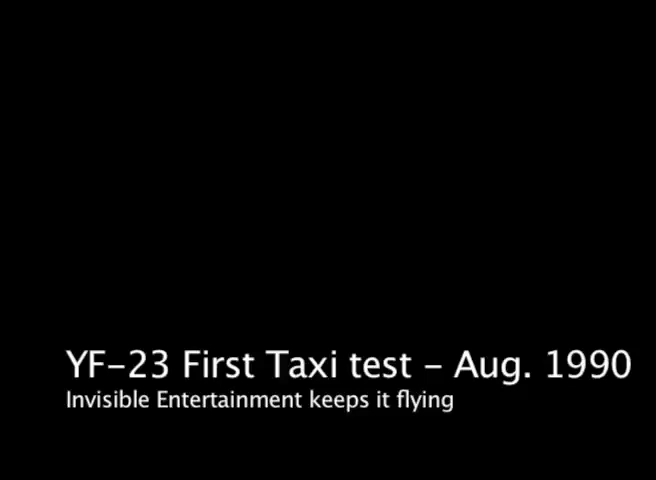 YF-23 First Taxi test - Aug. 1990
Invisible Entertainment keeps it flying